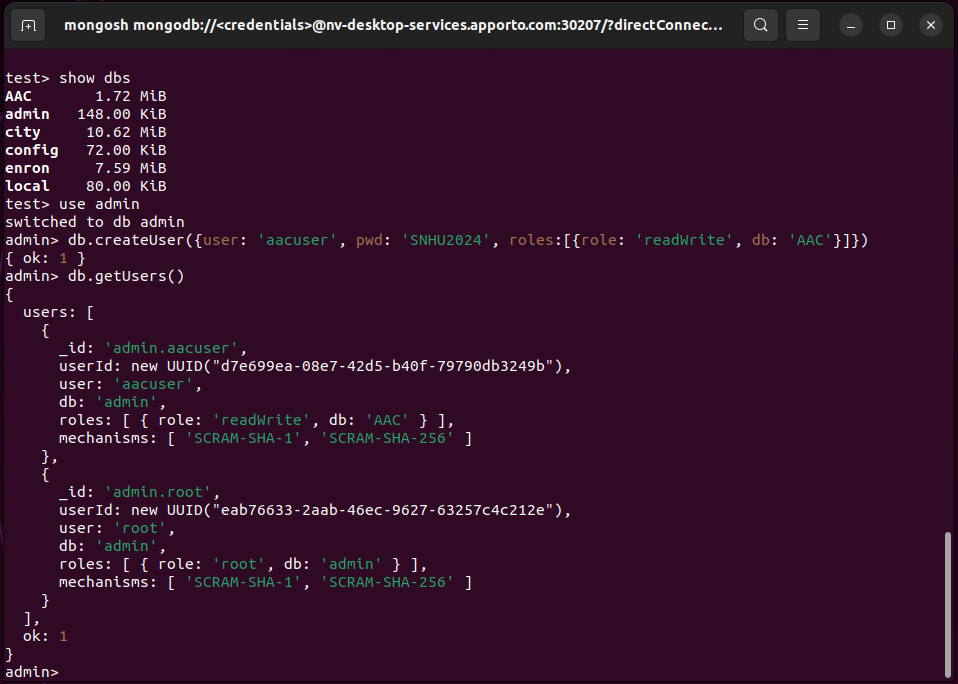 mongosh mongodb://<credentials>@nv-desktop-services.apporto.com:30207/?directConnec...
test> show dbs
AAC       1.72 MiB
admin   148.00 KiB
city     10.62 MiB
config   72.00 KiB
enron     7.59 MiB
local    80.00 KiB
test> use admin
switched to db admin
admin> db.createUser({user: 'aacuser', pwd: 'SNHU2024', roles:[{role: 'readWrite', db: 'AAC'}]})
{ ok: 1 }
admin> db.getUsers()
{
  users: [
    {
      _id: 'admin.aacuser',
      userId: new UUID("d7e699ea-08e7-42d5-b40f-79790db3249b"),
      user: 'aacuser',
      db: 'admin',
      roles: [ { role: 'readWrite', db: 'AAC' } ],
      mechanisms: [ 'SCRAM-SHA-1', 'SCRAM-SHA-256' ]
    },
    {
      _id: 'admin.root',
      userId: new UUID("eab76633-2aab-46ec-9627-63257c4c212e"),
      user: 'root',
      db: 'admin',
      roles: [ { role: 'root', db: 'admin' } ],
      mechanisms: [ 'SCRAM-SHA-1', 'SCRAM-SHA-256' ]
    }
  ],
  ok: 1
}
admin>